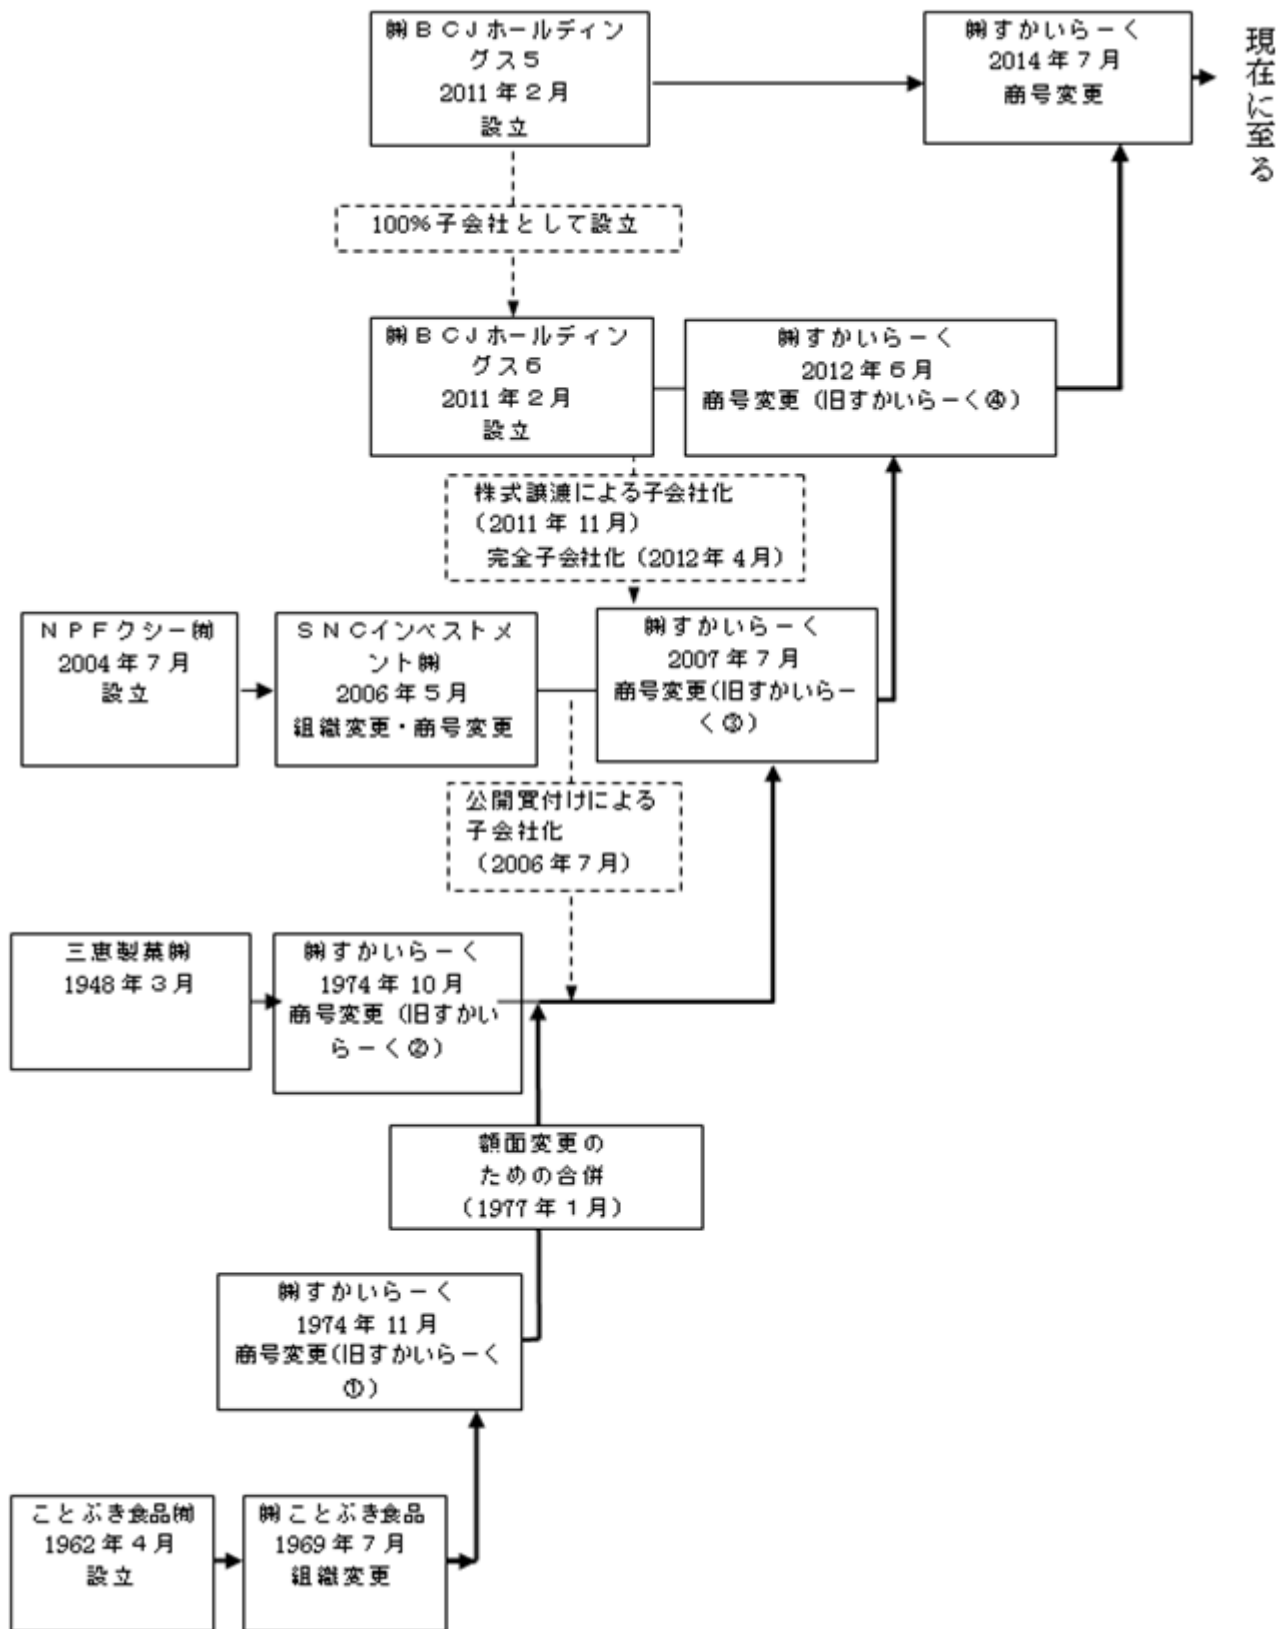 ㈱ＢＣＪホールディン
グス５
2011年２月
設立
㈱すかいらーく
2014年７月
商号変更
現在に至る
100%子会社として設立
㈱ＢＣＪホールディン
グス６
2011年２月
設立
㈱すかいらーく
2012年６月
商号変更（旧すかいらーく④）
株式譲渡による子会社化
（2011年11月）
完全子会社化（2012年４月）
ＮＰＦクシー㈲
2004年７月
設立
ＳＮＣインベストメ
ント㈱
2006年５月
組織変更・商号変更
㈱すかいらーく
2007年７月
商号変更（旧すかいらー
く③）
公開買付けによる
子会社化
（2006年７月）
三恵製菓㈱
1948年３月
㈱すかいらーく
1974年10月
商号変更（旧すかい
らーく②）
額面変更の
ための合併
（1977年１月）
㈱すかいらーく
1974年11月
商号変更（旧すかいらーく
①）
ことぶき食品㈲
1962年４月
設立
㈱ことぶき食品
1969年７月
組織変更